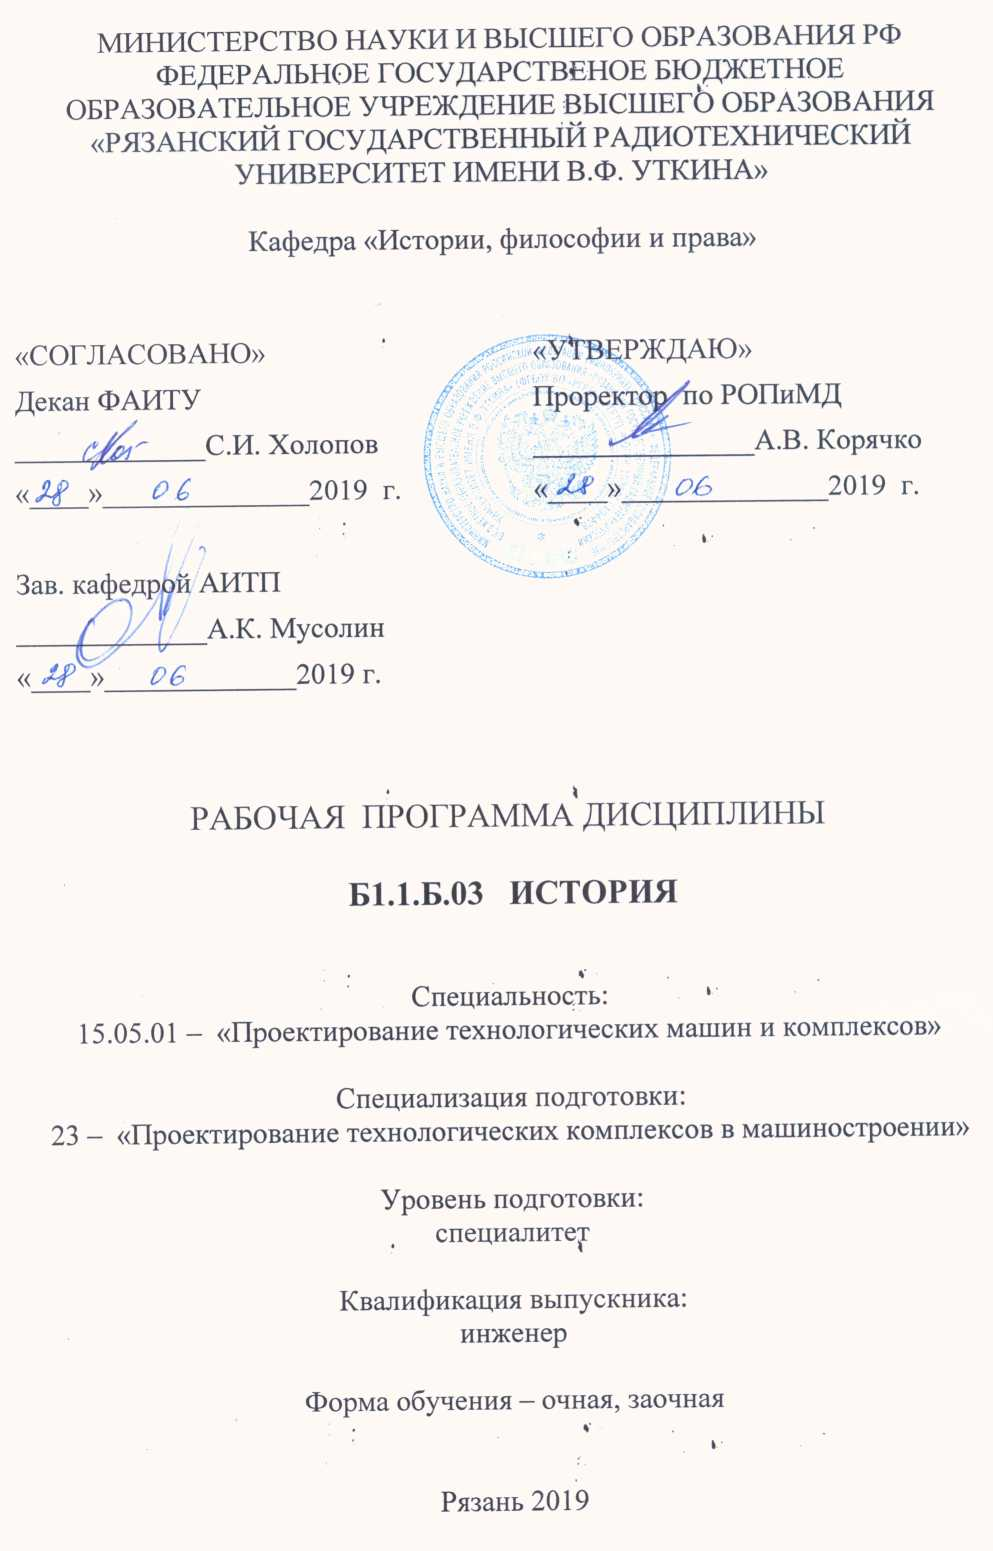 МИНИСТЕРСТВО НАУКИ И ВЫСШЕГО ОБРАЗОВАНИЯ РФ
ФЕДЕРАЛЬНОЕ ГОСУДАРСТВЕНОЕ БЮДЖЕТНОЕ
ОБРАЗОВАТЕЛЬНОЕ УЧРЕЖДЕНИЕ ВЫСШЕГО ОБРАЗОВАНИЯ
«РЯЗАНСКИЙ ГОСУДАРСТВЕННЫЙ РАДИОТЕХНИЧЕСКИЙ
УНИВЕРСИТЕТ ИМЕНИ В.Ф. УТКИНА»
Кафедра «Истории, философии и права»
«СОГЛАСОВАНО»
Декан ФАИТУ
С.И. Холопов
«28» 06 2019 г.
Зав. кафедрой АИТП
А.К. Мусолин
«28» 06 2019 г.
«УТВЕРЖДАЮ»
Проректор по РОПиМД
А.В. Корячко
«28» 06 2019 г.
РАБОЧАЯ ПРОГРАММА ДИСЦИПЛИНЫ
Б1.1.Б.03 ИСТОРИЯ
Специальность:
15.05.01 – «Проектирование технологических машин и комплексов»
Специализация подготовки:
23 – «Проектирование технологических комплексов в машиностроении»
Уровень подготовки:
специалитет
Квалификация выпускника:
инженер
Форма обучения – очная, заочная
Рязань 2019